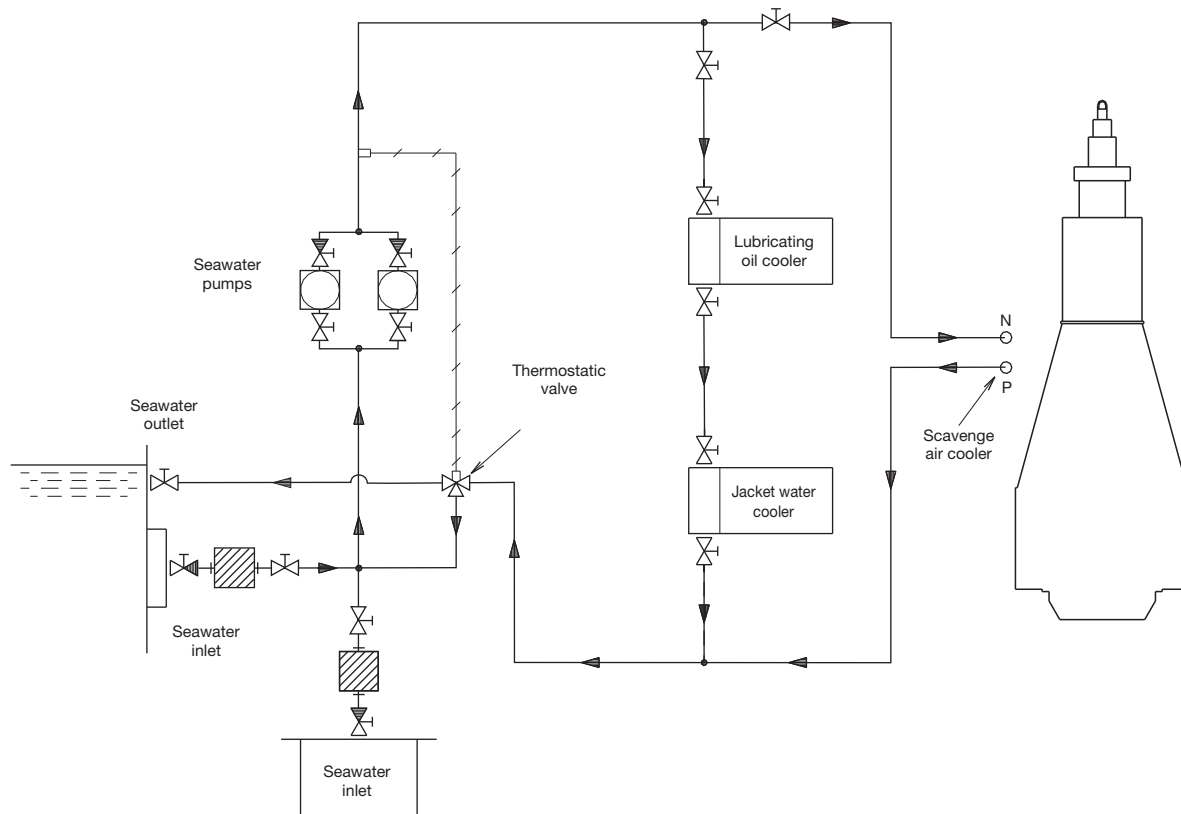 Lubricating
oil cooler
Seawater
pumps
N
P
Thermostatic
valve
Seawater
outlet
Scavenge
air cooler
Jacket water
cooler
Seawater
inlet
Seawater
inlet